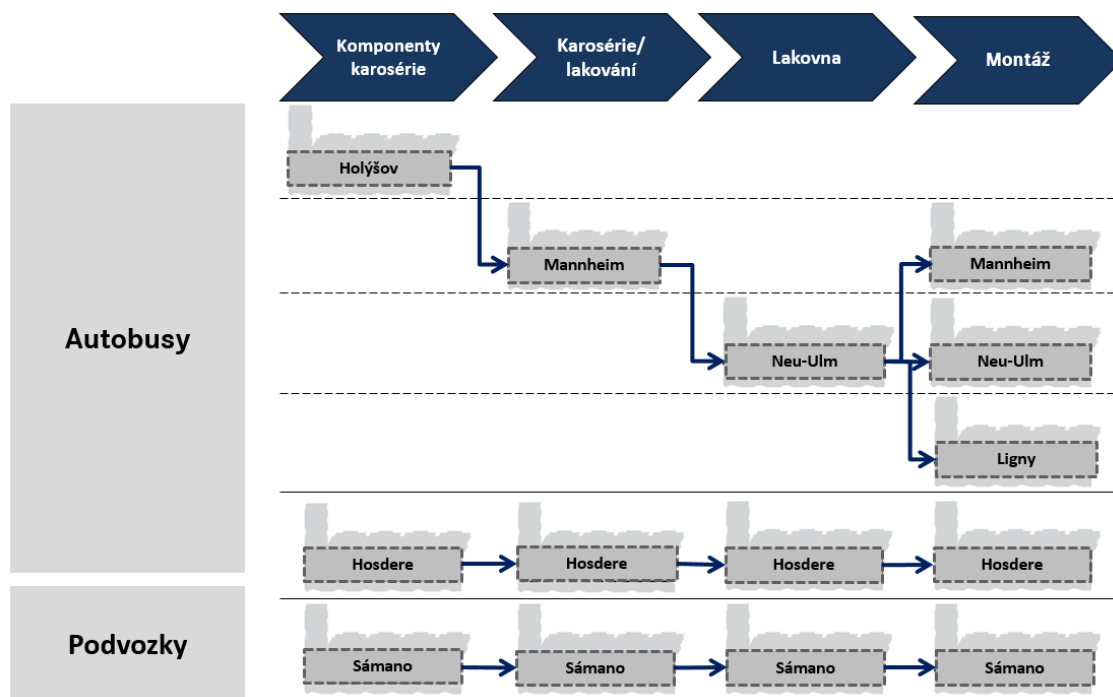 Komponenty
karosérie
Karosérie/
lakování
Lakovna
Montáž
Autobusy
Holýšov
Mannheim
Mannheim
Neu-Ulm
Neu-Ulm
Ligny
Hosdere
Hosdere
Hosdere
Hosdere
Podvozky
Sámano
Sámano
Sámano
Sámano